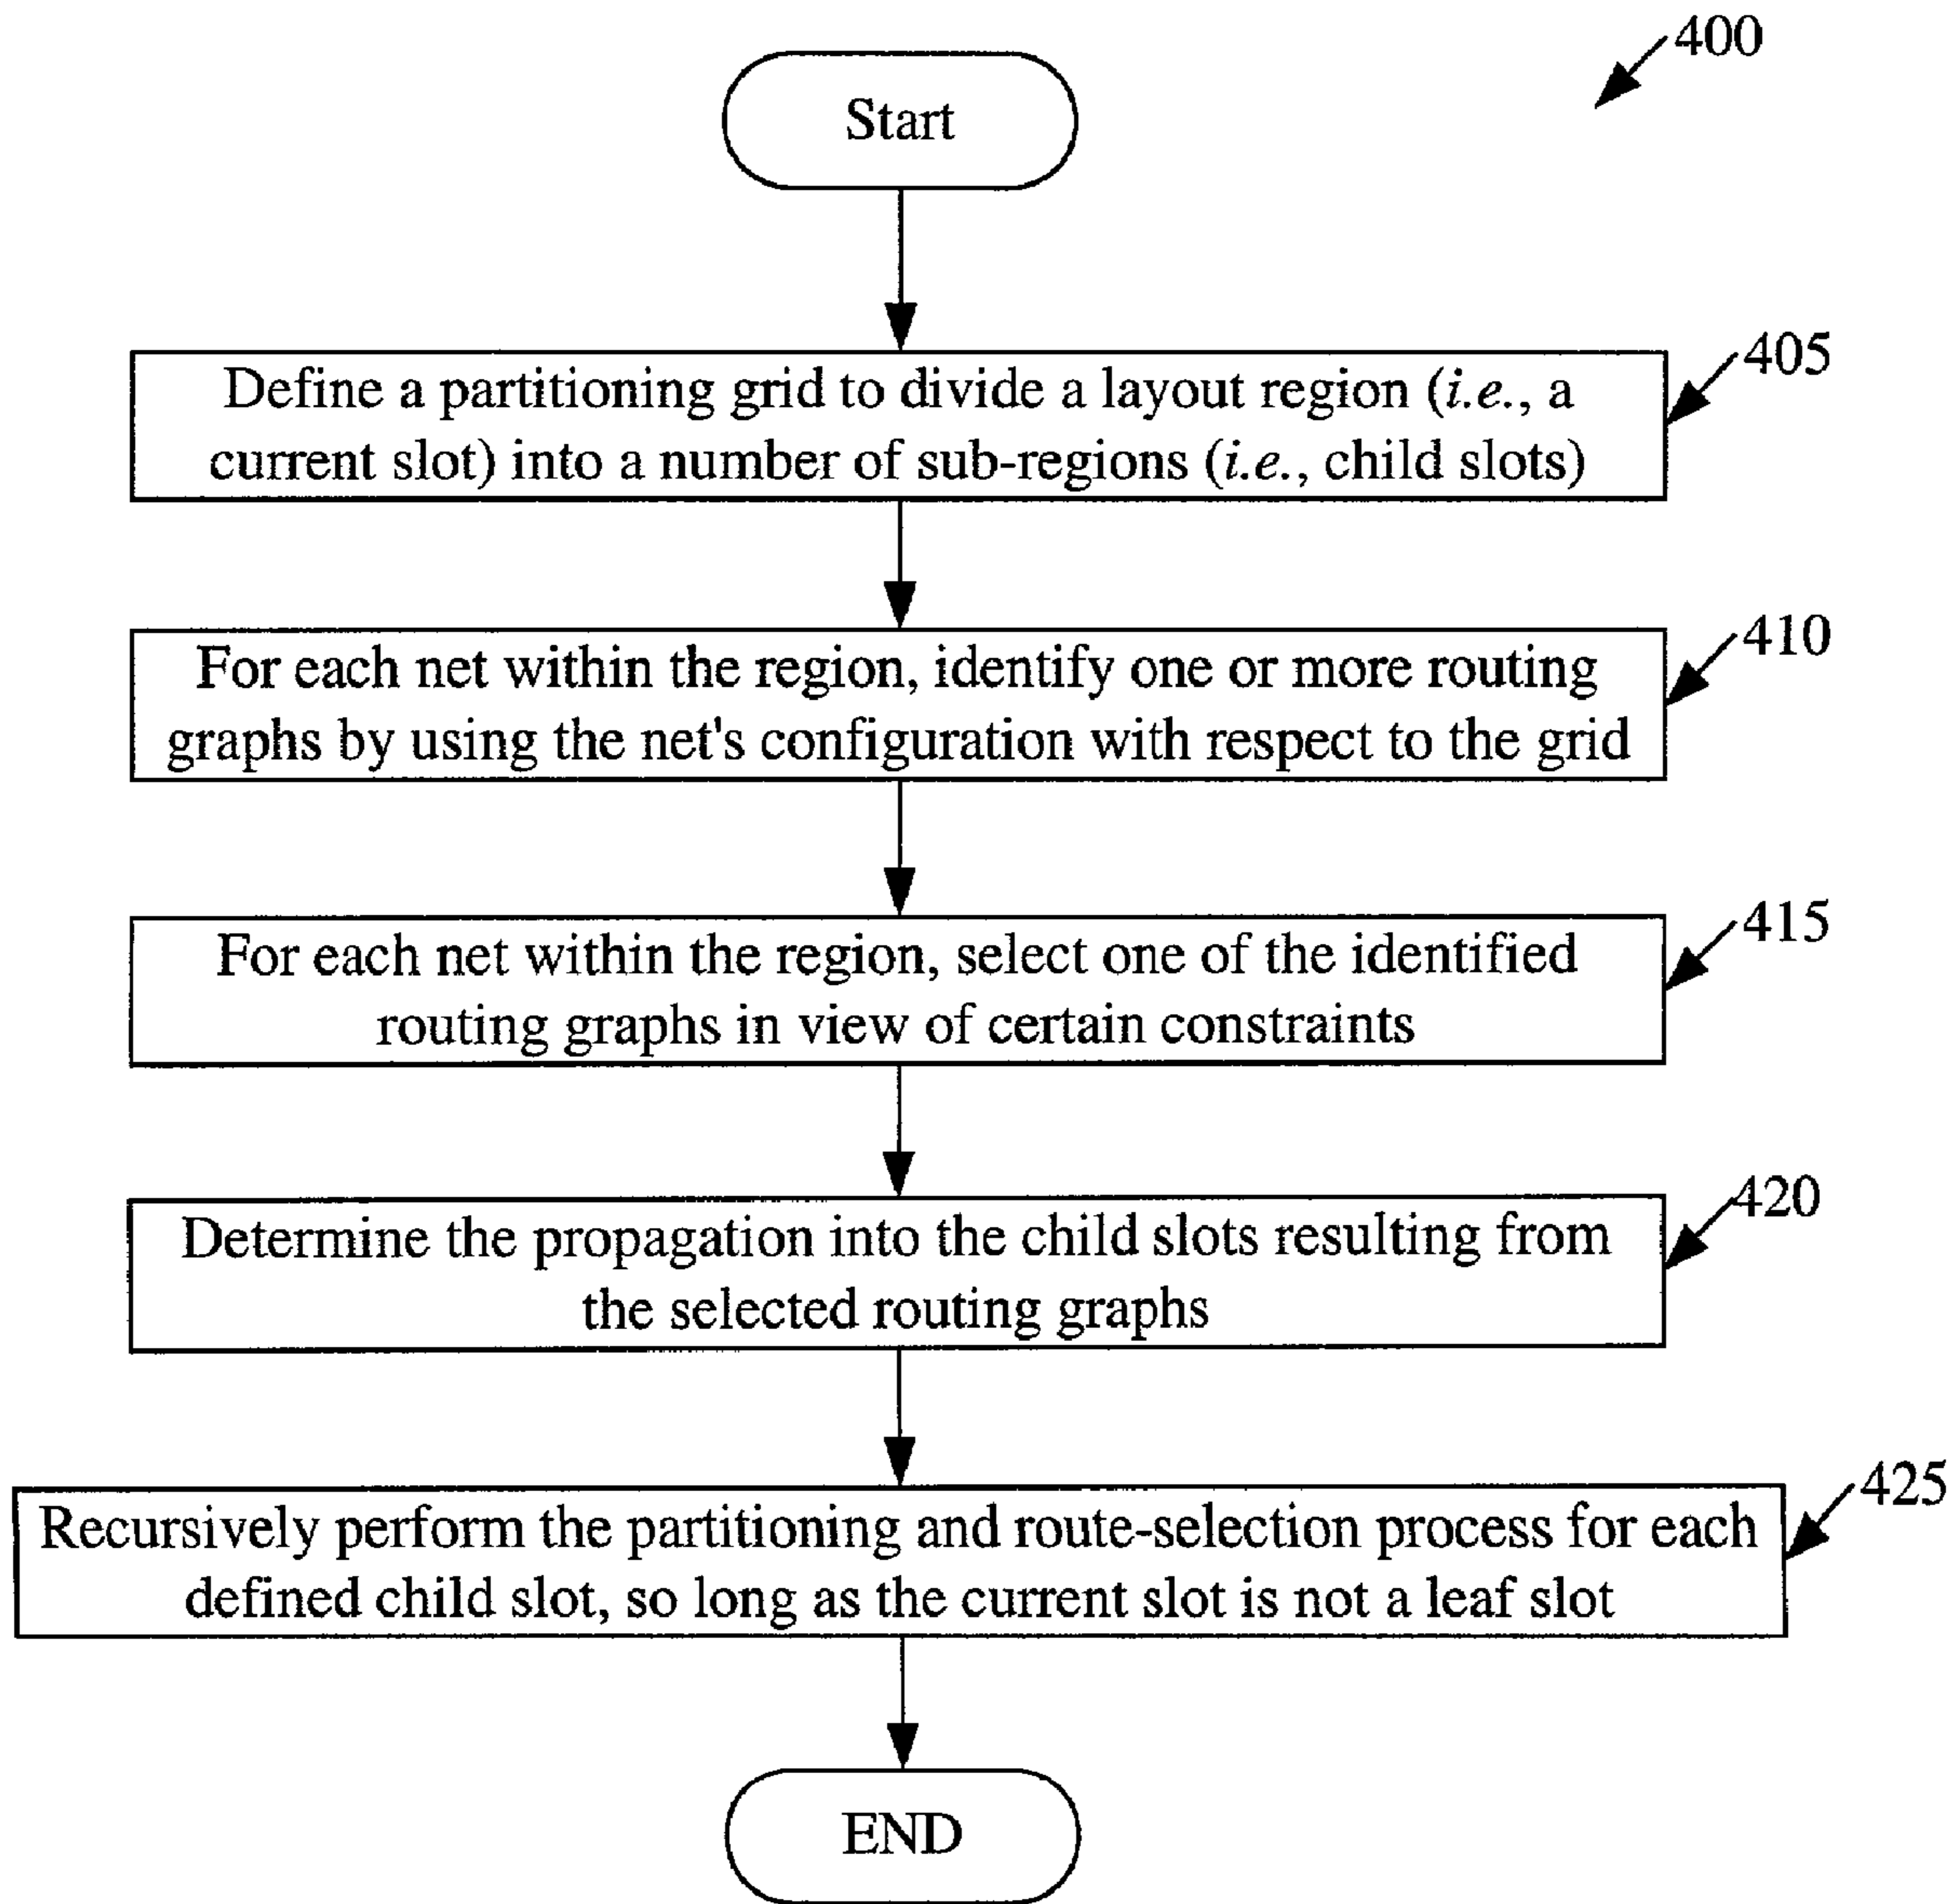 400
Start
405
Define a partitioning grid to divide a layout region (i.e., a
current slot) into a number of sub-regions (i.e., child slots)
410
For each net within the region, identify one or more routing
graphs by using the net's configuration with respect to the grid
415
For each net within the region, select one of the identified
routing graphs in view of certain constraints
420
Determine the propagation into the child slots resulting from
the selected routing graphs
425
Recursively perform the partitioning and route-selection process for each
defined child slot, so long as the current slot is not a leaf slot
END